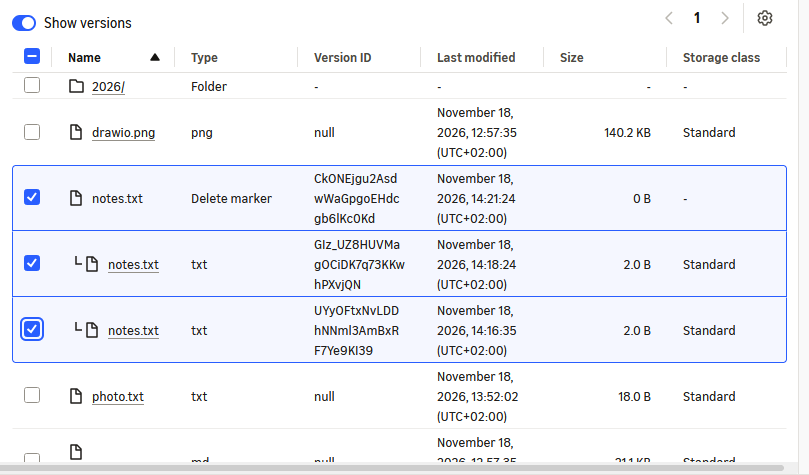 Show versions
1
Name Type Version ID Last modified Size Storage class
2026/ Folder - - - -
drawio.png png null November 18, 2026, 12:57:35 (UTC+02:00) 140.2 KB Standard
notes.txt Delete marker CkONEjgu2Asd
wWaGpgoEHdc
gb6lKc0Kd November 18,
2026, 14:21:24
(UTC+02:00) 0 B -
notes.txt txt GIz_UZ8HUVMa
gOCiDK7q73KKw
hPXvjQN November 18,
2026, 14:18:24
(UTC+02:00) 2.0 B Standard
notes.txt txt UYyOFtxNvLDD
hNNml3AmBxR
F7Ye9KI39 November 18,
2026, 14:16:35
(UTC+02:00) 2.0 B Standard
photo.txt txt null November 18,
2026, 13:52:02
(UTC+02:00) 18.0 B Standard
November 18,